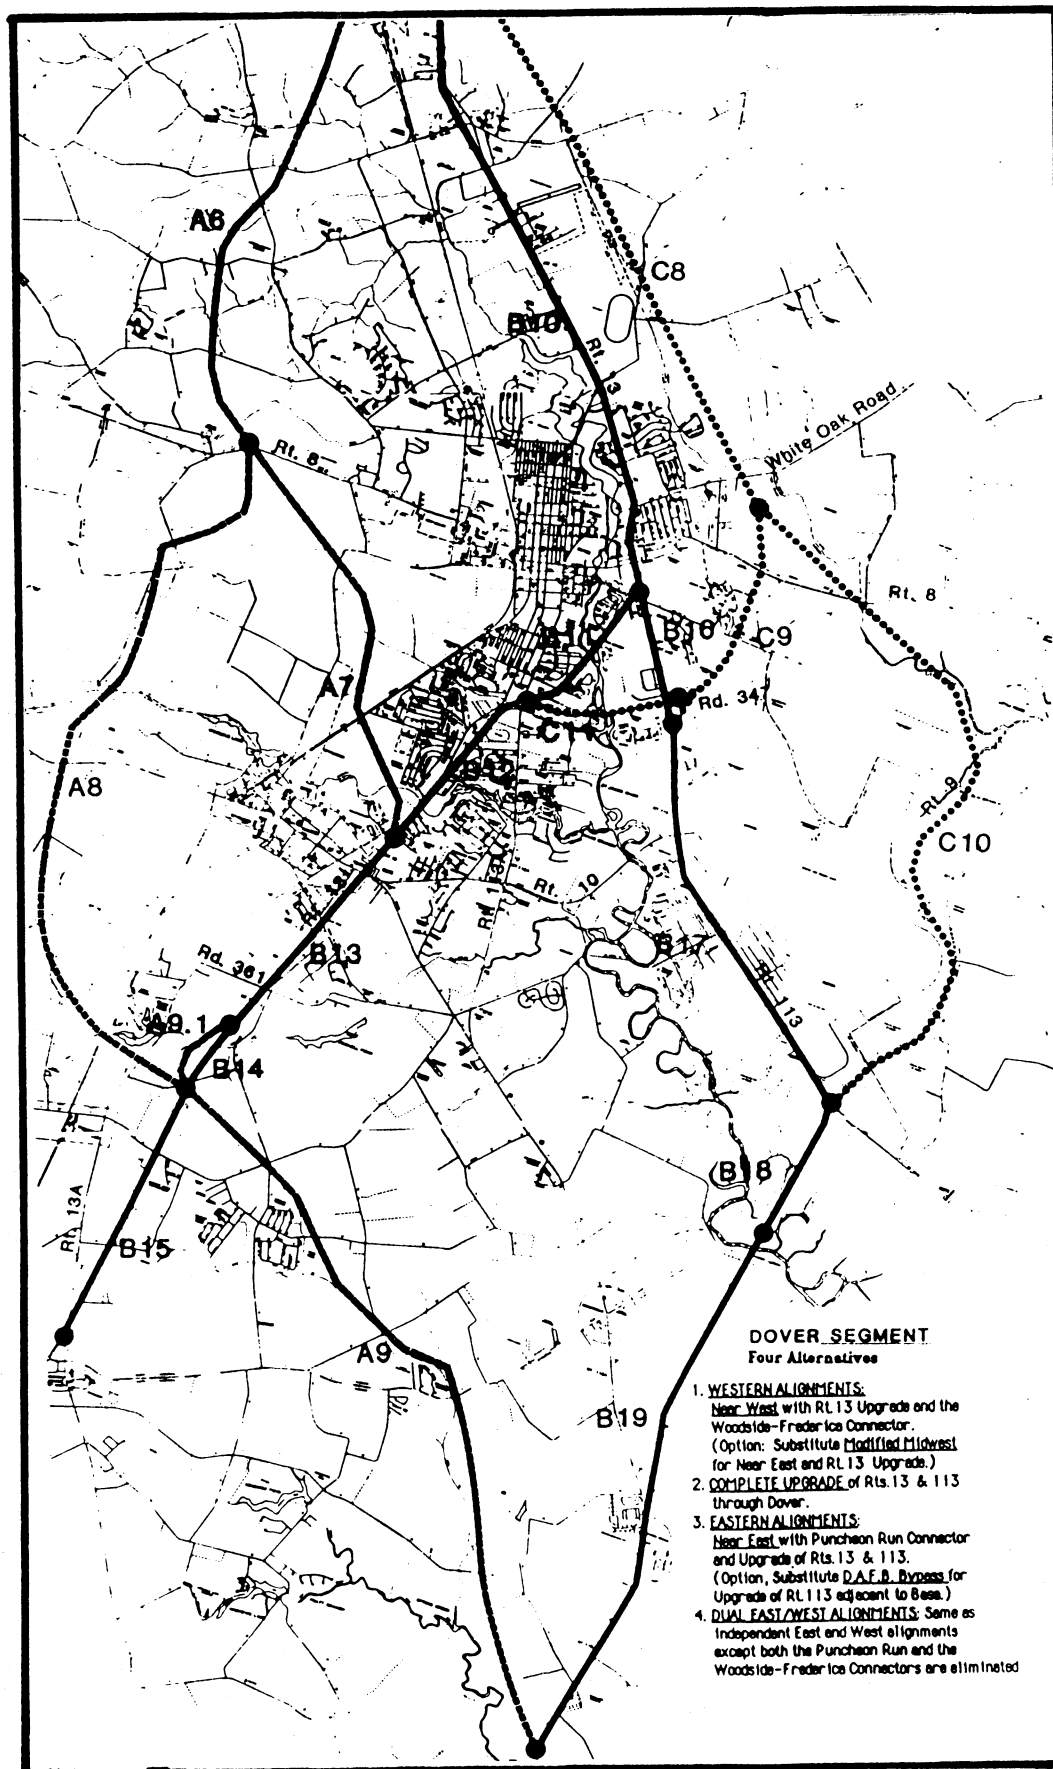 A6
C8
B10
Rt. 13
White Oak Road
Rt. 8
Rt. 8
B16
C9
A7
Rd. 34
C11
A8
Rt. 9
C10
Rt. 10
Rt. 113A
B13
B17
Rd. 361
Rt. 113
A9.1
B14
B18
Rt. 13A
B15
A9
B19
DOVER SEGMENT
Four Alternatives
1. WESTERN ALIGNMENTS:
Near West with Rt.13 Upgrade and the
Woodside-Frederica Connector.
(Option: Substitute Modified Midwest
for Near East and Rt.13 Upgrade.)
2. COMPLETE UPGRADE of Rts.13 & 113
through Dover.
3. EASTERN ALIGNMENTS:
Near East with Puncheon Run Connector
and Upgrade of Rts. 13 & 113.
(Option, Substitute D.A.F.B. Bypass for
Upgrade of Rt.113 adjacent to Base.)
4. DUAL EAST/WEST ALIGNMENTS: Same as
Independent East and West alignments
except both the Puncheon Run and the
Woodside-Frederica Connectors are eliminated